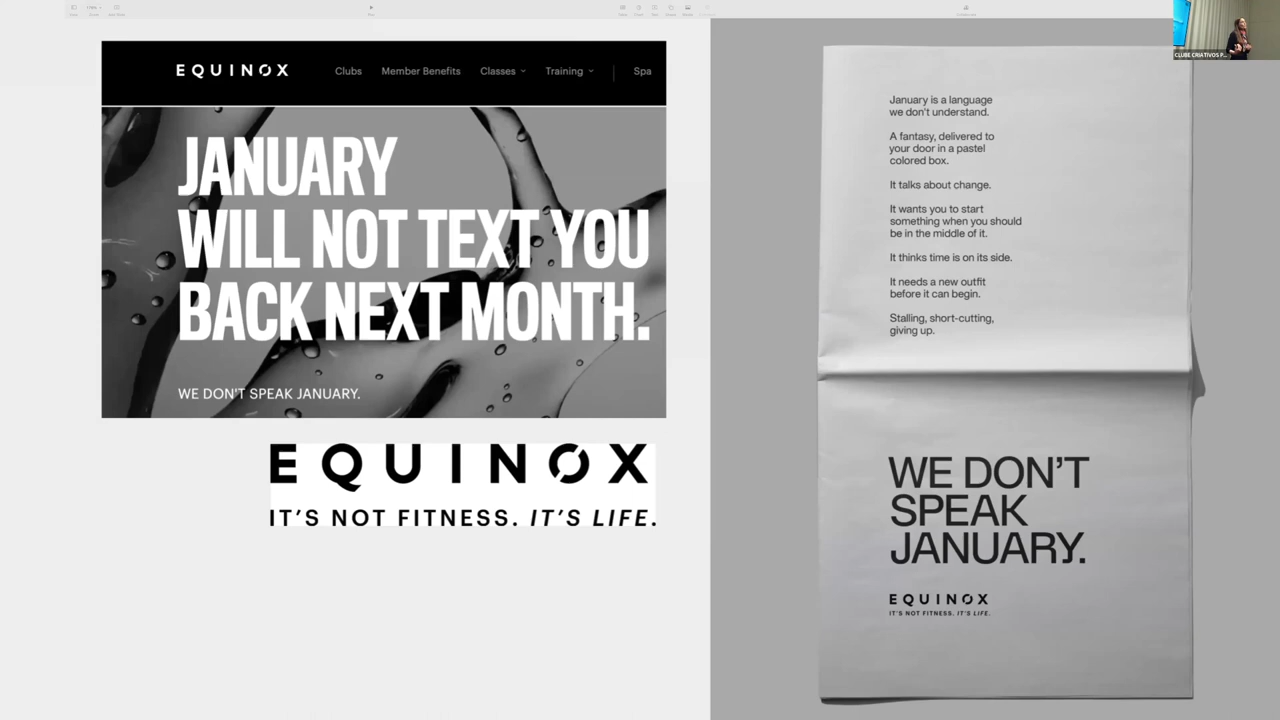 CLUBE CRIATIVOS P...
EQUINOX
Clubs
Member Benefits
Classes
Training
Spa
JANUARY
WILL NOT TEXT YOU
BACK NEXT MONTH.
WE DON'T SPEAK JANUARY.
EQUINOX
IT'S NOT FITNESS. IT'S LIFE.
January is a language
we don't understand.
A fantasy, delivered to
your door in a pastel
colored box.
It talks about change.
It wants you to start
something when you should
be in the middle of it.
It thinks time is on its side.
It needs a new outfit
before it can begin.
Stalling, short-cutting,
giving up.
WE DON'T
SPEAK
JANUARY.
EQUINOX
IT'S NOT FITNESS. IT'S LIFE.